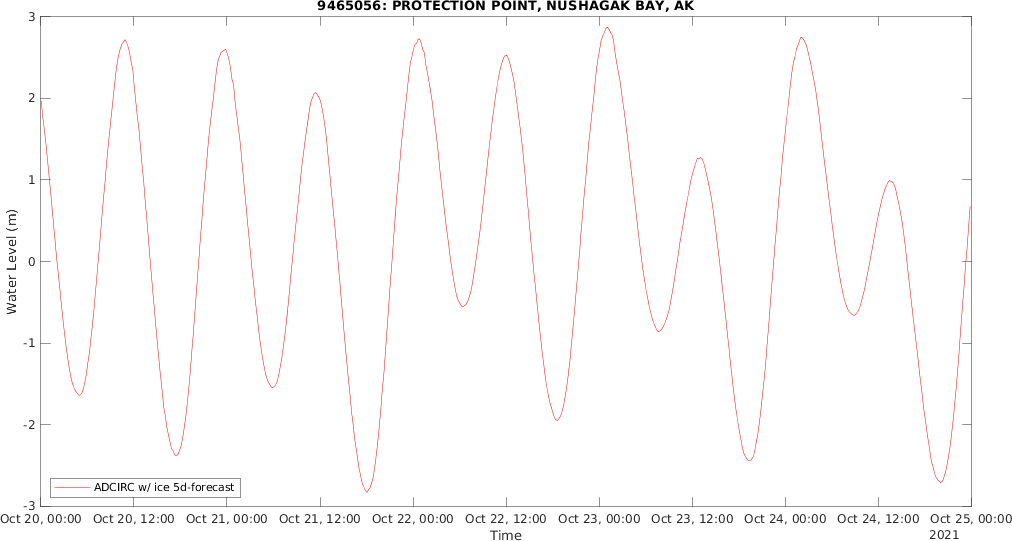 9465056: PROTECTION POINT, NUSHAGAK BAY, AK
3
2
1
0
-1
-2
-3
Water Level (m)
ADCIRC w/ ice 5d-forecast
Oct 20, 00:00 Oct 20, 12:00 Oct 21, 00:00 Oct 21, 12:00 Oct 22, 00:00 Oct 22, 12:00 Oct 23, 00:00 Oct 23, 12:00 Oct 24, 00:00 Oct 24, 12:00 Oct 25, 00:00
Time
2021